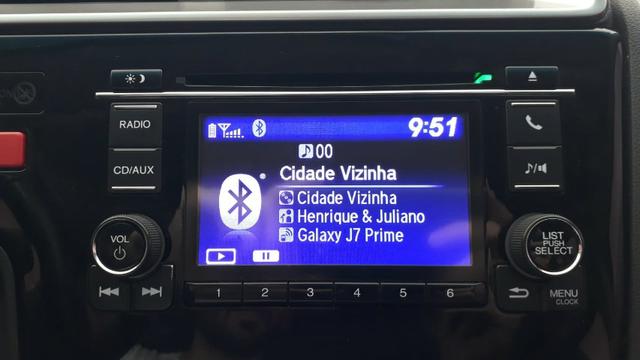 9:51
RADIO
00
Cidade Vizinha
CD/AUX
Cidade Vizinha
Henrique & Juliano
Galaxy J7 Prime
VOL
LIST
PUSH
SELECT
1 2 3 4 5 6
MENU
CLOCK